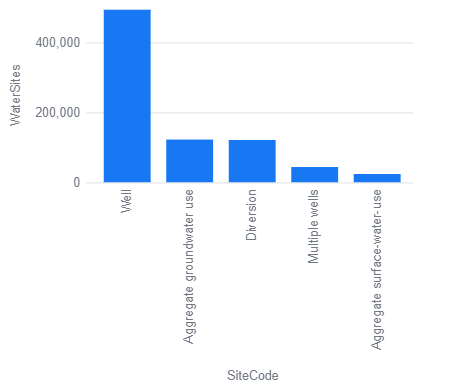 400,000
200,000
0
WaterSites
Well
Aggregate groundwater use
Diversion
Multiple wells
Aggregate surface-water-use
SiteCode